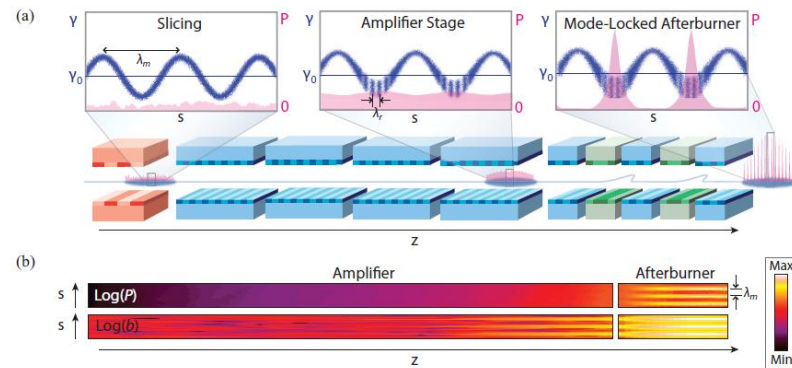 (a)
Slicing
Amplifier Stage
Mode-Locked Afterburner
γ
P
γ
P
γ
P
λm
γ0
γ0
γ0
λr
0
0
0
s
s
s
z
(b)
Amplifier
Afterburner
s
Log(P)
λm
s
Log(b)
z
Max
Min